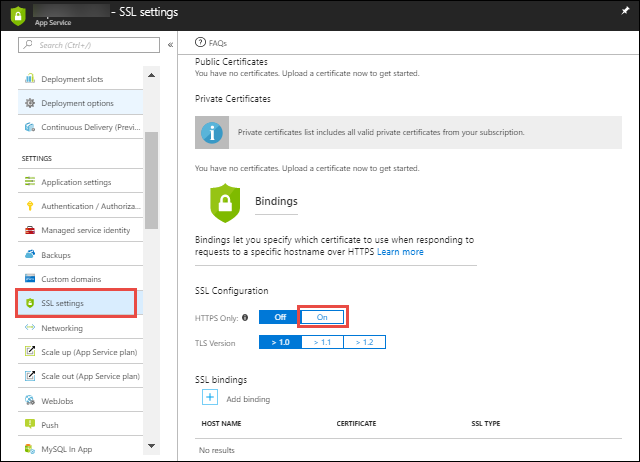 - SSL settings
App Service
Search (Ctrl+/)
«
Deployment slots
Deployment options
Continuous Delivery (Previ...
SETTINGS
Application settings
Authentication / Authoriza...
Managed service identity
Backups
Custom domains
SSL settings
Networking
Scale up (App Service plan)
Scale out (App Service plan)
WebJobs
Push
MySQL In App
FAQs
Public Certificates
You have no certificates. Upload a certificate now to get started.
Private Certificates
Private certificates list includes all valid private certificates from your subscription.
You have no certificates. Upload a certificate now to get started.
Bindings
Bindings let you specify which certificate to use when responding to
requests to a specific hostname over HTTPS Learn more
SSL Configuration
HTTPS Only: Off On
TLS Version > 1.0 > 1.1 > 1.2
SSL bindings
+ Add binding
HOST NAME CERTIFICATE SSL TYPE
No results